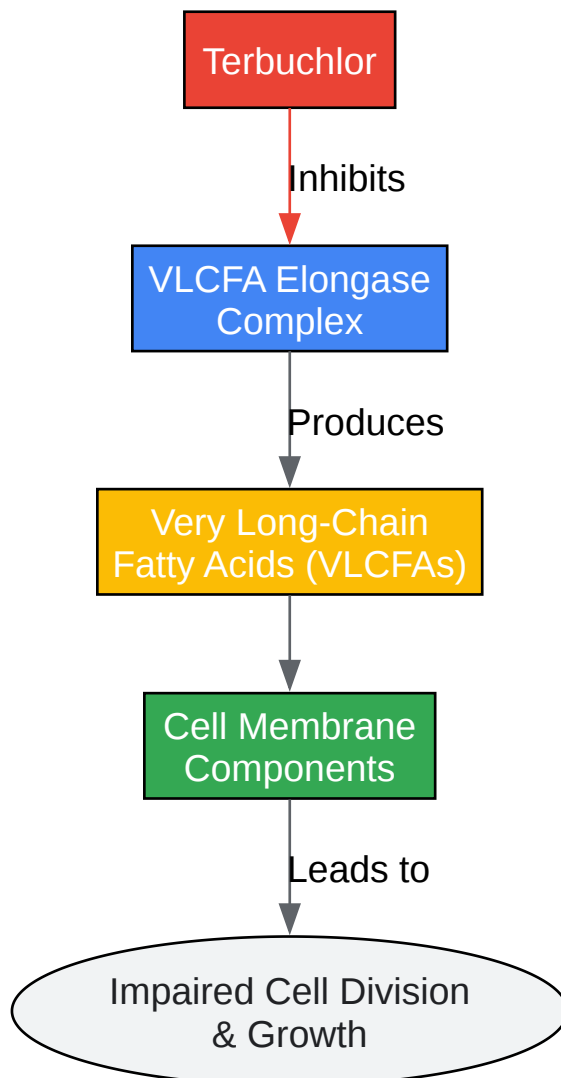 Terbuchlor
Inhibits
VLCFA Elongase
Complex
Produces
Very Long-Chain
Fatty Acids (VLCFAs)
Cell Membrane
Components
Leads to
Impaired Cell Division
& Growth